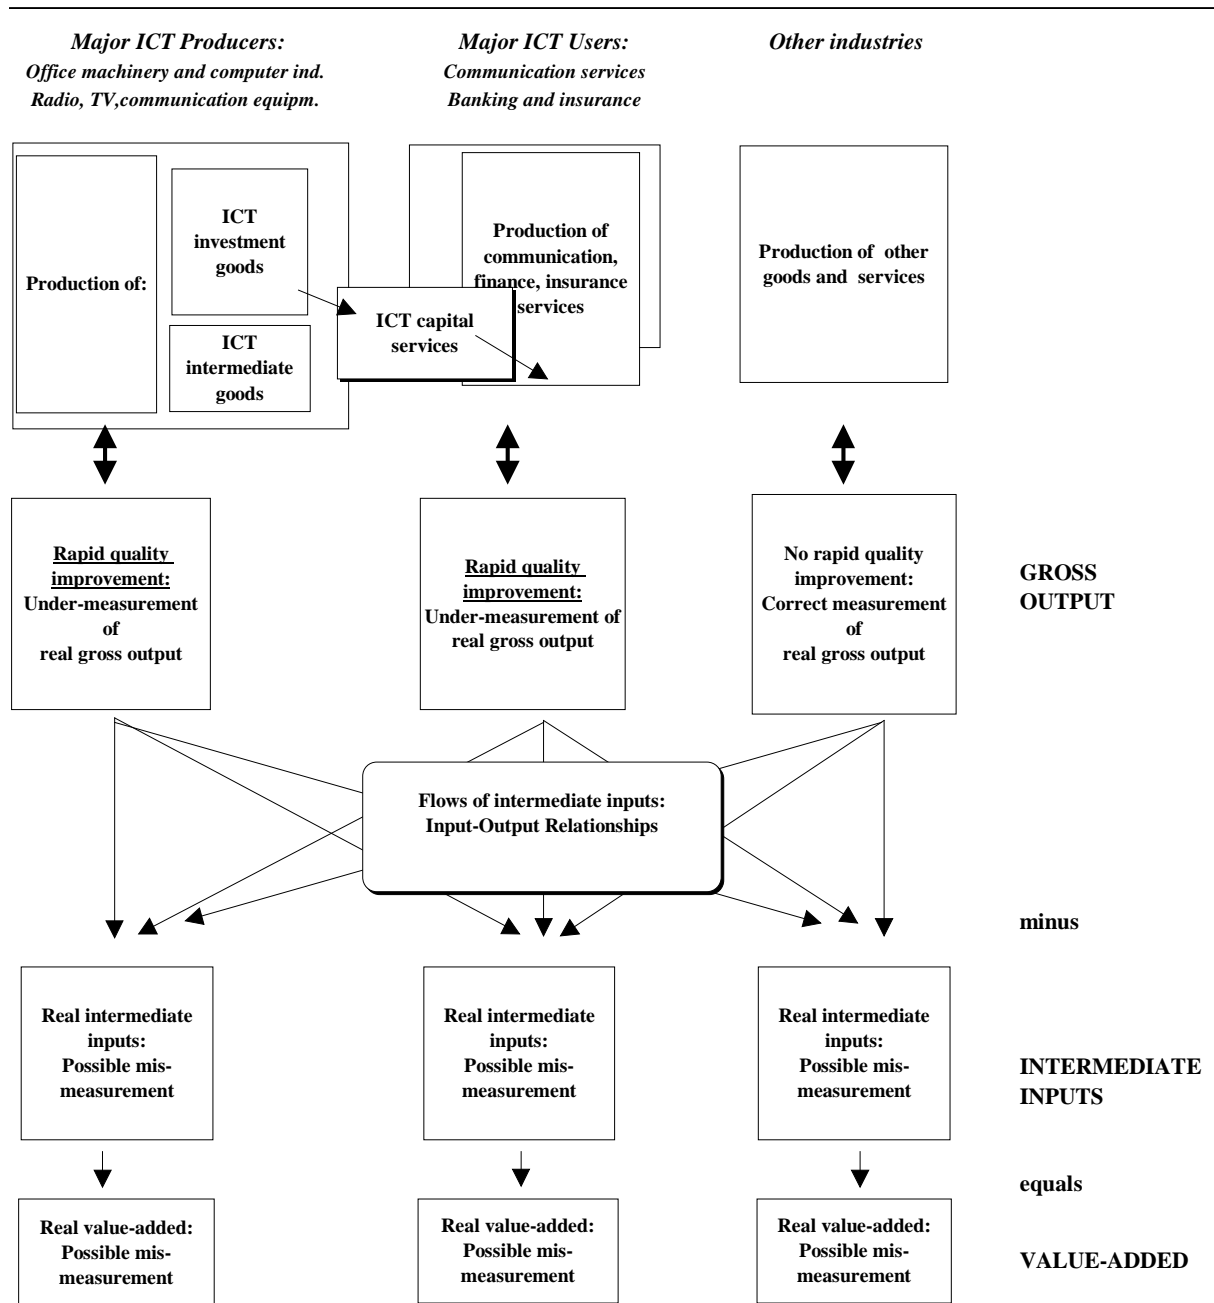 Major ICT Producers:
Office machinery and computer ind.
Radio, TV,communication equipm.
Major ICT Users:
Communication services
Banking and insurance
Other industries
Production of:
ICT
investment
goods
ICT
intermediate
goods
ICT capital
services
Production of
communication,
finance, insurance
services
Production of other
goods and services
Rapid quality
improvement:
Under-measurement
of
real gross output
Rapid quality
improvement:
Under-measurement of
real gross output
No rapid quality
improvement:
Correct measurement
of
real gross output
GROSS
OUTPUT
Flows of intermediate inputs:
Input-Output Relationships
minus
Real intermediate
inputs:
Possible mis-
measurement
Real intermediate
inputs:
Possible mis-
measurement
Real intermediate
inputs:
Possible mis-
measurement
INTERMEDIATE
INPUTS
equals
Real value-added:
Possible mis-
measurement
Real value-added:
Possible mis-
measurement
Real value-added:
Possible mis-
measurement
VALUE-ADDED